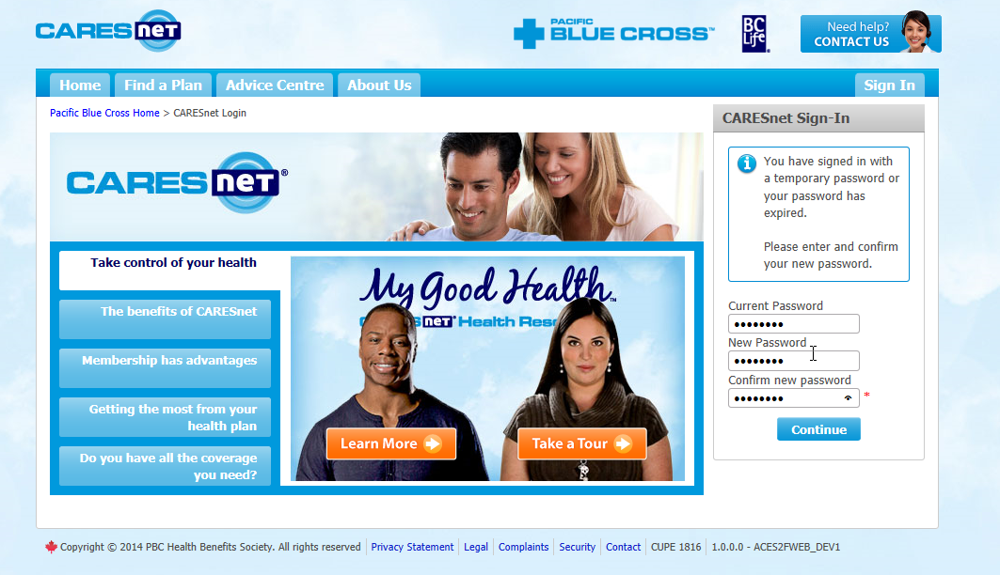 CARES net
PACIFIC
BLUE CROSS™
BC
Life
Need help?
CONTACT US
Home
Find a Plan
Advice Centre
About Us
Sign In
Pacific Blue Cross Home > CARESnet Login
CARES net®
Take control of your health
The benefits of CARESnet
Membership has advantages
Getting the most from your
health plan
Do you have all the coverage
you need?
My Good Health™
net® Health
Learn More
Take a Tour
CARESnet Sign-In
You have signed in with
a temporary password or
your password has
expired.
Please enter and confirm
your new password.
Current Password
••••••••
New Password
••••••••
Confirm new password
•••••••• *
Continue
Copyright © 2014 PBC Health Benefits Society. All rights reserved | Privacy Statement | Legal | Complaints | Security | Contact | CUPE 1816 | 1.0.0.0 - ACES2FWEB_DEV1